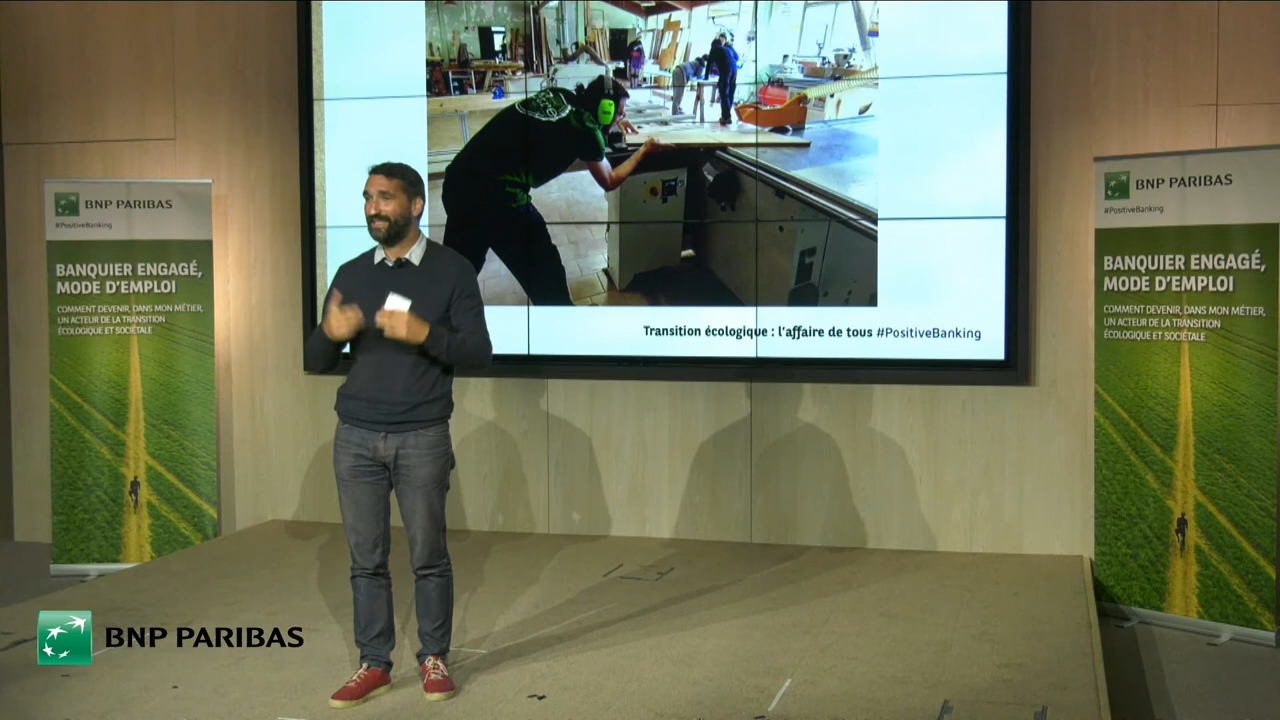 BNP PARIBAS
#PositiveBanking
BANQUIER ENGAGÉ,
MODE D'EMPLOI
COMMENT DEVENIR, DANS MON MÉTIER,
UN ACTEUR DE LA TRANSITION
ÉCOLOGIQUE ET SOCIÉTALE
Transition écologique : l'affaire de tous #PositiveBanking
BNP PARIBAS
#PositiveBanking
BANQUIER ENGAGÉ,
MODE D'EMPLOI
COMMENT DEVENIR, DANS MON MÉTIER,
UN ACTEUR DE LA TRANSITION
ÉCOLOGIQUE ET SOCIÉTALE
BNP PARIBAS